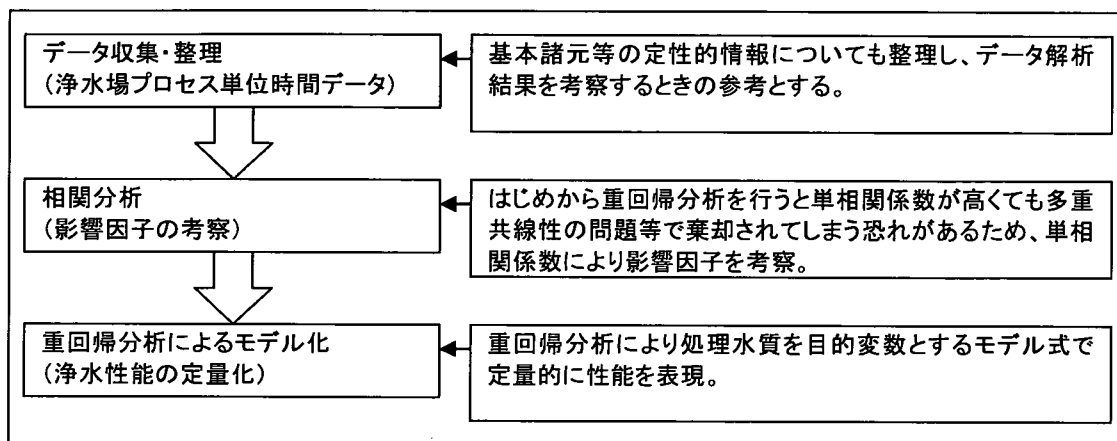 データ収集・整理
(浄水場プロセス単位時間データ)
基本諸元等の定性的情報についても整理し、データ解析
結果を考察するときの参考とする。
相関分析
(影響因子の考察)
はじめから重回帰分析を行うと単相関係数が高くても多重
共線性の問題等で棄却されてしまう恐れがあるため、単相
関係数により影響因子を考察。
重回帰分析によるモデル化
(浄水性能の定量化)
重回帰分析により処理水質を目的変数とするモデル式で
定量的に性能を表現。